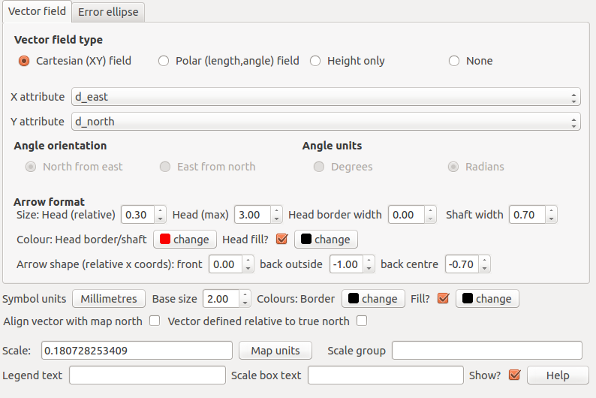 Vector field Error ellipse
Vector field type
Cartesian (XY) field Polar (length,angle) field Height only None
X attribute d_east
Y attribute d_north
Angle orientation Angle units
North from east East from north Degrees Radians
Arrow format
Size: Head (relative) 0.30 Head (max) 3.00 Head border width 0.00 Shaft width 0.70
Colour: Head border/shaft change Head fill? change
Arrow shape (relative x coords): front 0.00 back outside -1.00 back centre -0.70
Symbol units Millimetres Base size 2.00 Colours: Border change Fill? change
Align vector with map north Vector defined relative to true north
Scale: 0.180728253409 Map units Scale group
Legend text Scale box text Show? Help